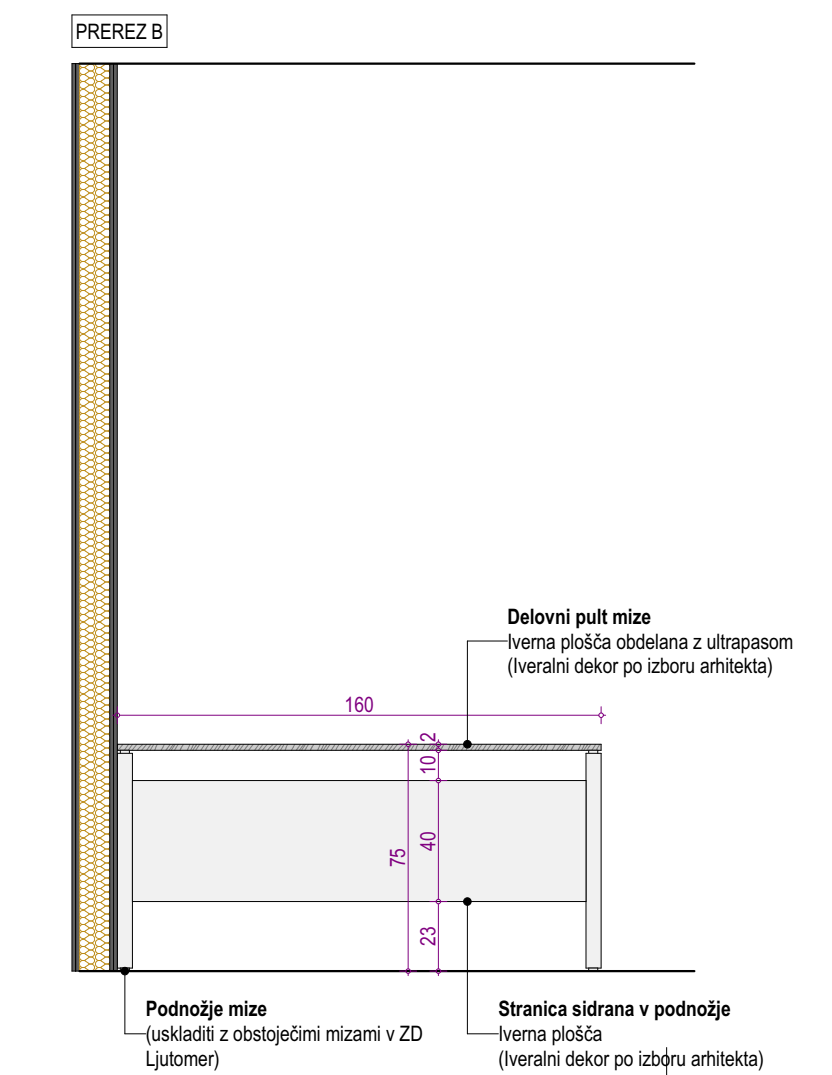 PREREZ B
Delovni pult mize
Iverna plošča obdelana z ultrapasom
(Iveralni dekor po izboru arhitekta)
160
2
10
40
75
23
Podnožje mize
(uskladiti z obstoječimi mizami v ZD
Ljutomer)
Stranica sidrana v podnožje
Iverna plošča
(Iveralni dekor po izboru arhitekta)